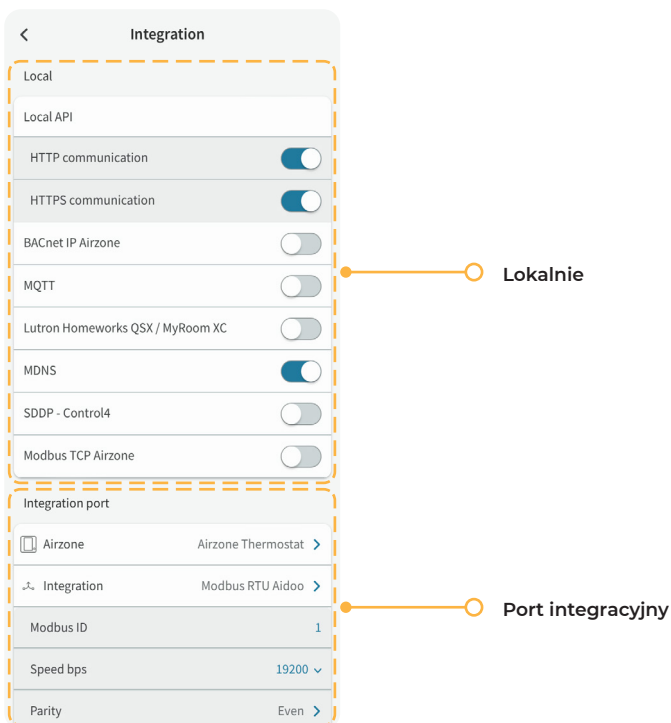 Integration
Local
Local API
HTTP communication
HTTPS communication
BACnet IP Airzone
MQTT
Lutron Homeworks QSX / MyRoom XC
MDNS
SDDP - Control4
Modbus TCP Airzone
Lokalnie
Integration port
Airzone Airzone Thermostat
Integration Modbus RTU Aidoo
Modbus ID 1
Speed bps 19200
Parity Even
Port integracyjny